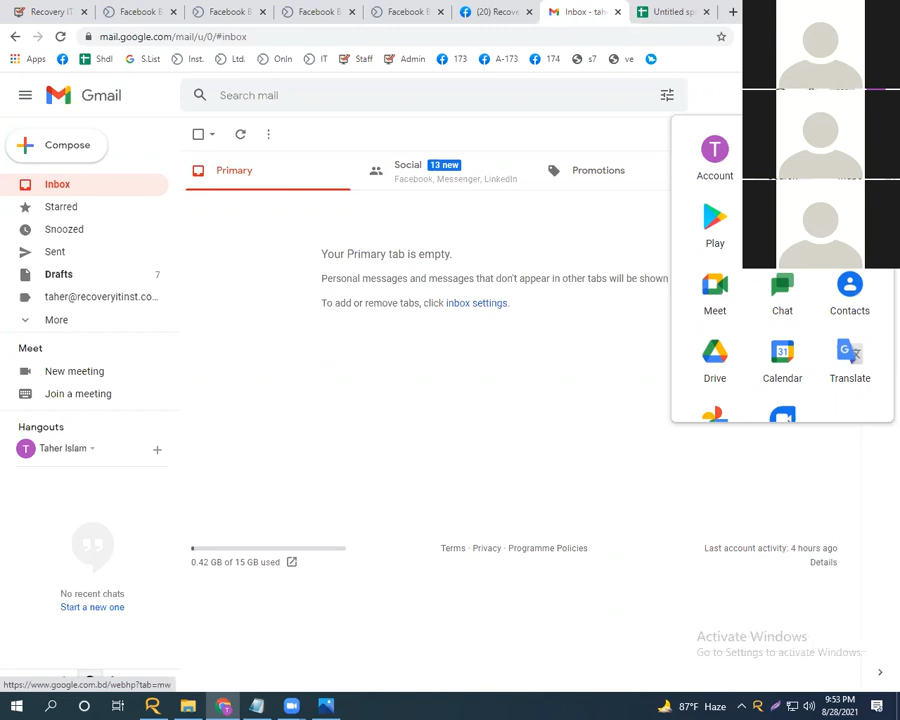 Recovery IT
Facebook B
Facebook B
Facebook B
Facebook B
(20) Recove
Inbox - tah
Untitled sp
mail.google.com/mail/u/0/#inbox
Apps
Shdl
S.List
Inst.
Ltd.
OnIn
IT
Staff
Admin
173
A-173
174
s7
ve
Gmail
Search mail
Compose
Primary
Social 13 new
Facebook, Messenger, LinkedIn
Promotions
Inbox
Starred
Snoozed
Sent
Drafts 7
taher@recoveryitinst.co...
More
Your Primary tab is empty.
Personal messages and messages that don't appear in other tabs will be shown
To add or remove tabs, click inbox settings.
T
Account
Play
Meet
Chat
Contacts
Drive
31
Calendar
Translate
Meet
New meeting
Join a meeting
Hangouts
T Taher Islam
No recent chats
Start a new one
0.42 GB of 15 GB used
Terms · Privacy · Programme Policies
Last account activity: 4 hours ago
Details
Activate Windows
Go to Settings to activate Windows.
https://www.google.com.bd/webhp?tab=mw
87°F Haze
9:53 PM
8/28/2021